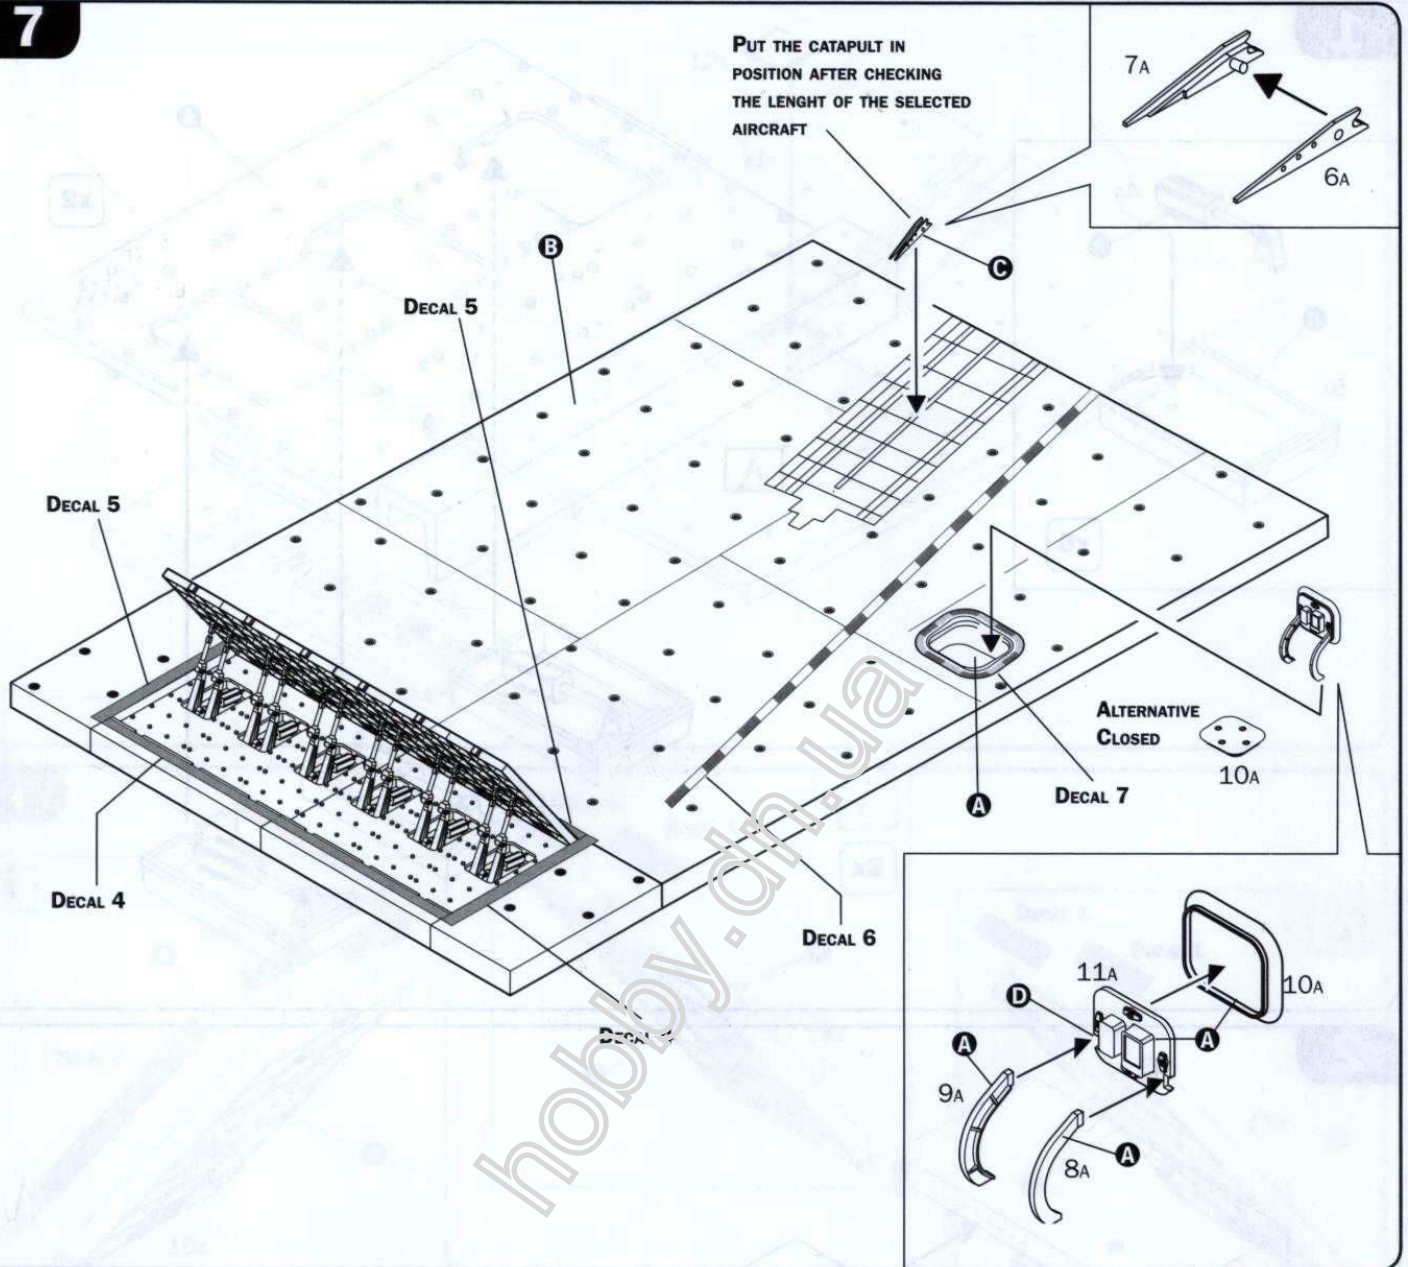 7
PUT THE CATAPULT IN
POSITION AFTER CHECKING
THE LENGHT OF THE SELECTED
AIRCRAFT
7A
6A
B
C
DECAL 5
DECAL 5
ALTERNATIVE
CLOSED
10A
A
DECAL 7
DECAL 4
DECAL 6
DECAL
11A
10A
D
A
A
9A
A
8A
hobby.dn.ua